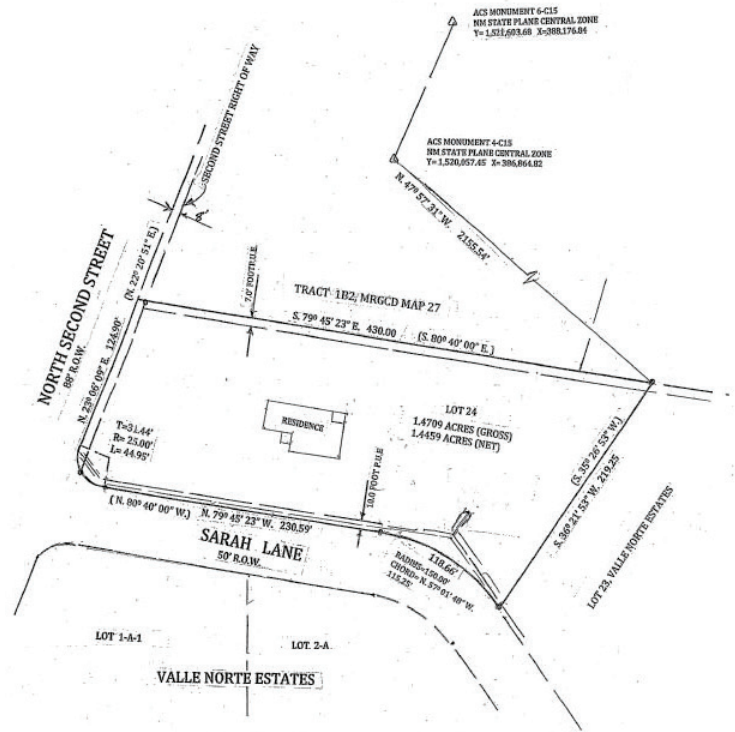 ACS MONUMENT 6-C15
NM STATE PLANE CENTRAL ZONE
Y= 1,521,603.68 X=388,176.84
ACS MONUMENT 4-C15
NM STATE PLANE CENTRAL ZONE
Y= 1,520,057.45 X= 386,864.82
N. 47° 57' 31" W. 2155.54'
SECOND STREET RIGHT OF WAY
8'
NORTH SECOND STREET
88' R.O.W.
(N. 22° 20' 51" E.)
N. 23° 06' 09" E. 124.90'
7.0' FOOT P.U.E.
TRACT 1B2, MRGCD MAP 27
S. 79° 45' 23" E. 430.00 (S. 80° 40' 00" E.)
LOT 24
1.4709 ACRES (GROSS)
1.4459 ACRES (NET)
RESIDENCE
T=31.44'
R= 25.00'
L= 44.95'
10.0 FOOT P.U.E
(S. 35° 26' 53" W.)
S. 36° 21' 53" W. 219.25
LOT 23, VALLE NORTE ESTATES
( N. 80° 40' 00" W.) N. 79° 45' 23" W. 230.59'
SARAH LANE
50' R.O.W.
118.66'
RADIUS=150.00'
CHORD= N. 57° 01' 48" W.
115.25'
LOT 1-A-1
LOT. 2-A
VALLE NORTE ESTATES